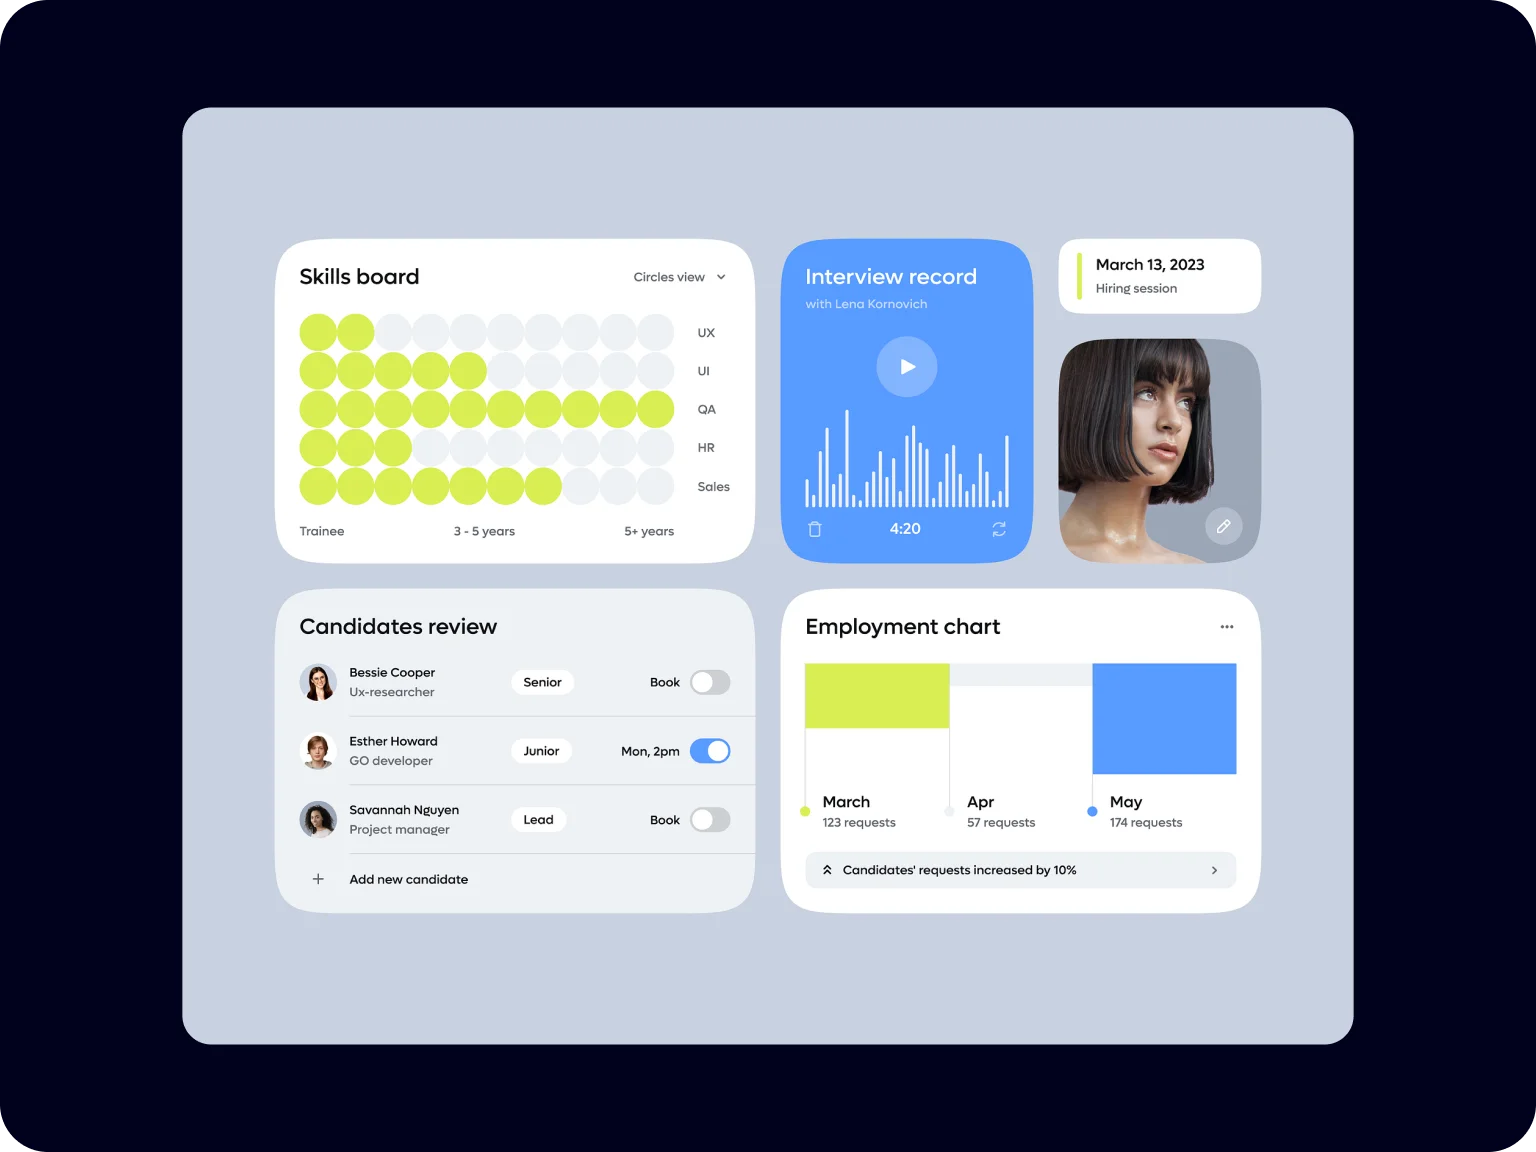 Skills board
Circles view
UX
UI
QA
HR
Sales
Trainee
3 - 5 years
5+ years
Interview record
with Lena Kornovich
4:20
March 13, 2023
Hiring session
Candidates review
Bessie Cooper
Ux-researcher
Senior
Book
Esther Howard
GO developer
Junior
Mon, 2pm
Savannah Nguyen
Project manager
Lead
Book
Add new candidate
Employment chart
March
123 requests
Apr
57 requests
May
174 requests
Candidates' requests increased by 10%